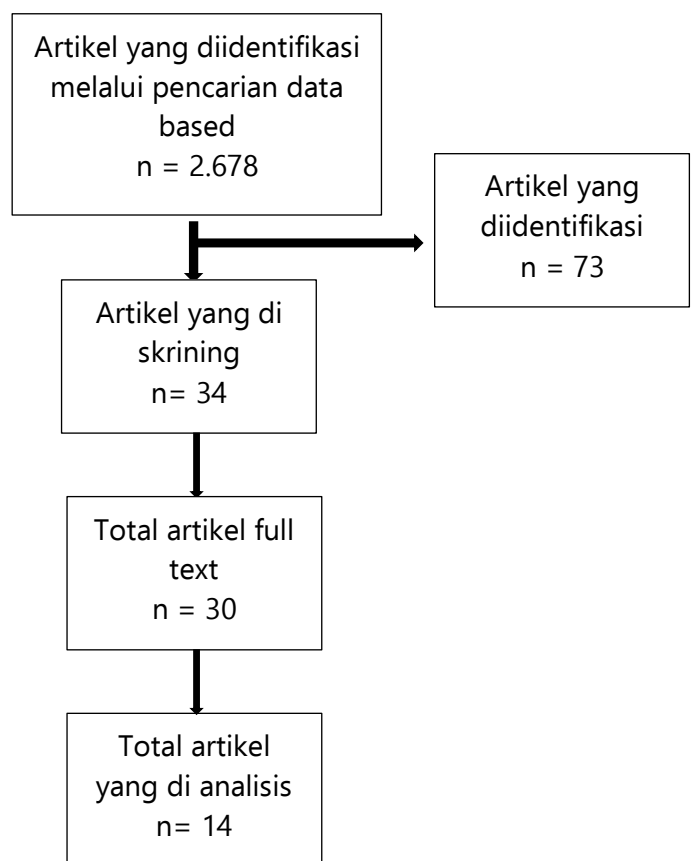 Artikel yang diidentifikasi
melalui pencarian data
based
n = 2.678
Artikel yang
diidentifikasi
n = 73
Artikel yang di
skrining
n= 34
Total artikel full
text
n = 30
Total artikel
yang di analisis
n= 14